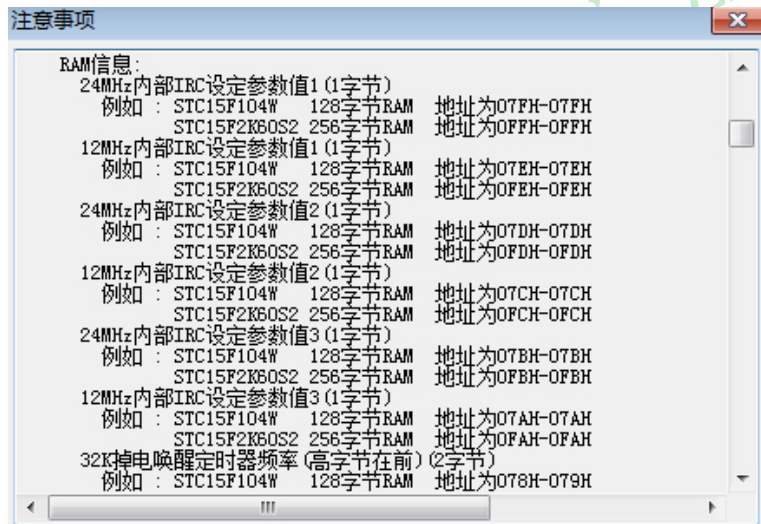 注意事项
RAM信息:
24MHz内部IRC设定参数值1(1字节)
例如 : STC15F104W 128字节RAM 地址为07FH-07FH
STC15F2K60S2 256字节RAM 地址为0FFH-0FFH
12MHz内部IRC设定参数值1(1字节)
例如 : STC15F104W 128字节RAM 地址为07EH-07EH
STC15F2K60S2 256字节RAM 地址为0FEH-0FEH
24MHz内部IRC设定参数值2(1字节)
例如 : STC15F104W 128字节RAM 地址为07DH-07DH
STC15F2K60S2 256字节RAM 地址为0FDH-0FDH
12MHz内部IRC设定参数值2(1字节)
例如 : STC15F104W 128字节RAM 地址为07CH-07CH
STC15F2K60S2 256字节RAM 地址为0FCH-0FCH
24MHz内部IRC设定参数值3(1字节)
例如 : STC15F104W 128字节RAM 地址为07BH-07BH
STC15F2K60S2 256字节RAM 地址为0FBH-0FBH
12MHz内部IRC设定参数值3(1字节)
例如 : STC15F104W 128字节RAM 地址为07AH-07AH
STC15F2K60S2 256字节RAM 地址为0FAH-0FAH
32K掉电唤醒定时器频率(高字节在前)(2字节)
例如 : STC15F104W 128字节RAM 地址为078H-079H